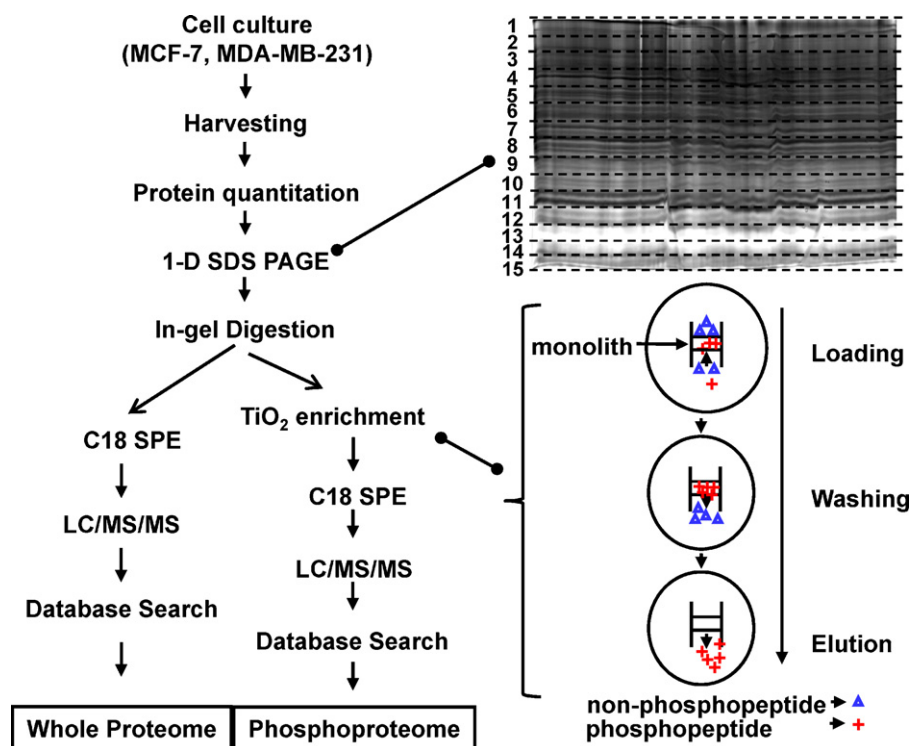 Cell culture
(MCF-7, MDA-MB-231)
Harvesting
Protein quantitation
1-D SDS PAGE
In-gel Digestion
C18 SPE
LC/MS/MS
Database Search
Whole Proteome
TiO₂ enrichment
C18 SPE
LC/MS/MS
Database Search
Phosphoproteome
1
2
3
4
5
6
7
8
9
10
11
12
13
14
15
monolith
Loading
Washing
Elution
non-phosphopeptide
phosphopeptide